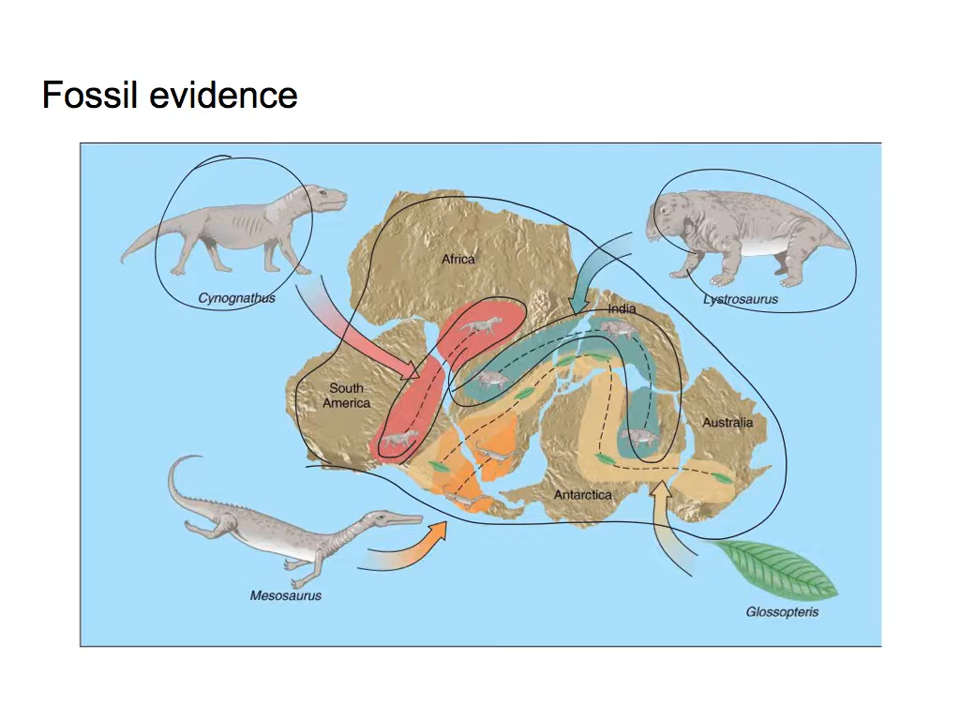 Fossil evidence
Cynognathus
Africa
Lystrosaurus
India
South
America
Australia
Antarctica
Mesosaurus
Glossopteris